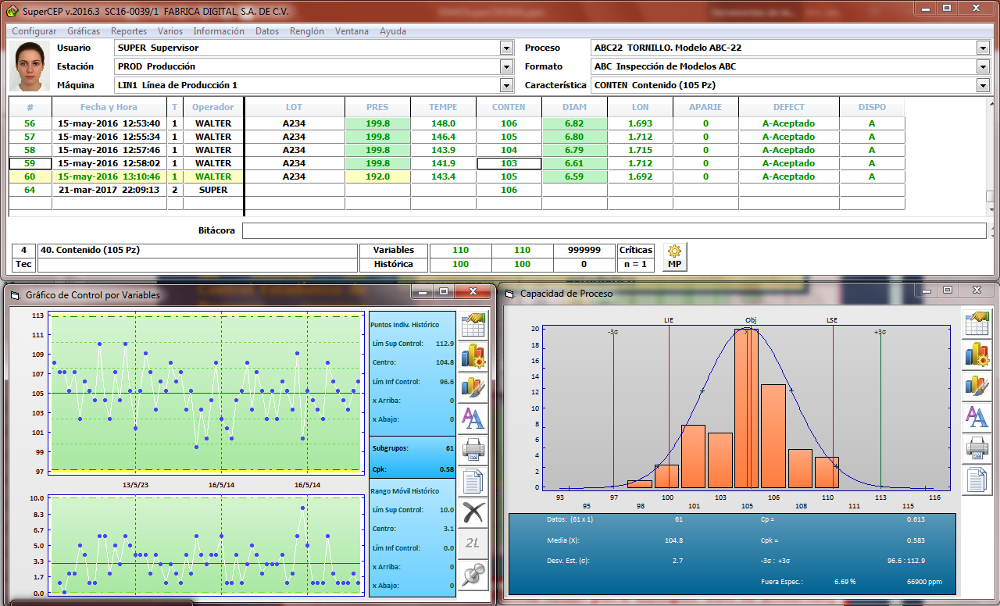 SuperCEP v.2016.3 SC16-0039/1 FABRICA DIGITAL, S.A. DE C.V.
Configurar Gráficas Reportes Varios Información Datos Renglón Ventana Ayuda
Usuario SUPER Supervisor Proceso ABC22 TORNILLO. Modelo ABC-22
Estación PROD Producción Formato ABC Inspección de Modelos ABC
Máquina LIN1 Línea de Producción 1 Característica CONTEN Contenido (105 Pz)
# Fecha y Hora T Operador LOT PRES TEMPE CONTEN DIAM LON APARIE DEFECT DISPO
56 15-may-2016 12:53:40 1 WALTER A234 199.8 148.0 106 6.82 1.693 0 A-Aceptado A
57 15-may-2016 12:55:34 1 WALTER A234 199.8 146.4 105 6.80 1.712 0 A-Aceptado A
58 15-may-2016 12:57:46 1 WALTER A234 199.8 143.9 104 6.79 1.715 0 A-Aceptado A
59 15-may-2016 12:58:02 1 WALTER A234 199.8 141.9 103 6.61 1.712 0 A-Aceptado A
60 15-may-2016 13:10:46 1 WALTER A234 192.0 143.4 105 6.59 1.692 0 A-Aceptado A
64 21-mar-2017 22:09:13 2 SUPER 106
Bitácora
4 40. Contenido (105 Pz) Variables 110 110 999999 Críticas
Tec Histórica 100 100 0 n = 1 MP
Gráfico de Control por Variables
113
111
109
107
105
103
101
99
97
13/5/23 16/5/14 16/5/14
10.0
8.3
6.7
5.0
3.3
1.7
0.0
Puntos Indiv. Histórico
Lím Sup Control: 112.9
Centro: 104.8
Lím Inf Control: 96.6
x Arriba: 0
x Abajo: 0
Subgrupos: 61
Cpk: 0.58
Rango Móvil Histórico
Lím Sup Control: 10.0
Centro: 3.1
Lím Inf Control: 0.0
x Arriba: 0
x Abajo: 0
2L
Capacidad de Proceso
LIE Obj LSE
-3σ X +3σ
20
18
16
14
12
10
8
6
4
2
0
93 97 100 103 106 110 113 116
95 98 101 105 108 111 115
Datos: (61 x 1) 61 Cp = 0.613
Media (X): 104.8 Cpk = 0.583
Desv. Est. (σ): 2.7 -3σ : +3σ 96.6 : 112.9
Fuera Espec.: 6.69 % 66900 ppm